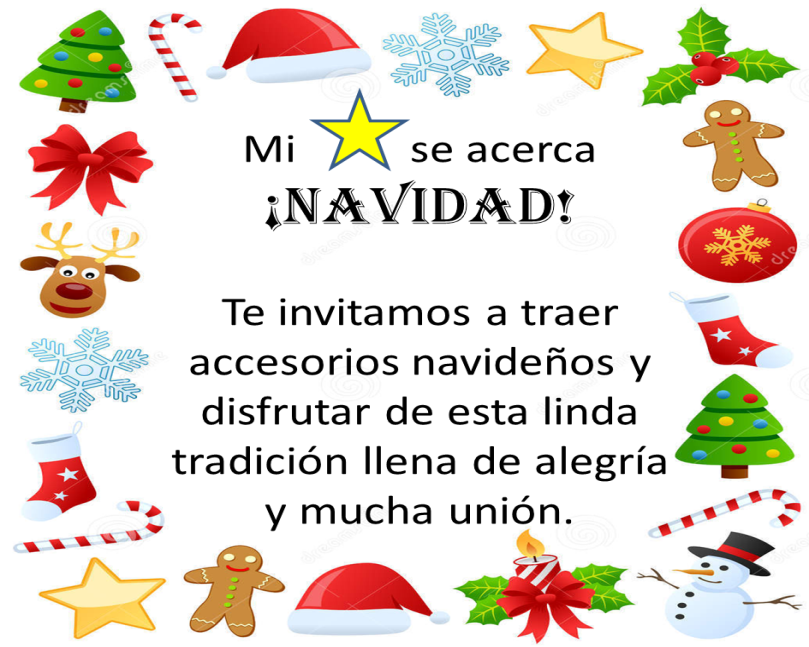 Mi se acerca
¡NAVIDAD!
Te invitamos a traer
accesorios navideños y
disfrutar de esta linda
tradición llena de alegría
y mucha unión.